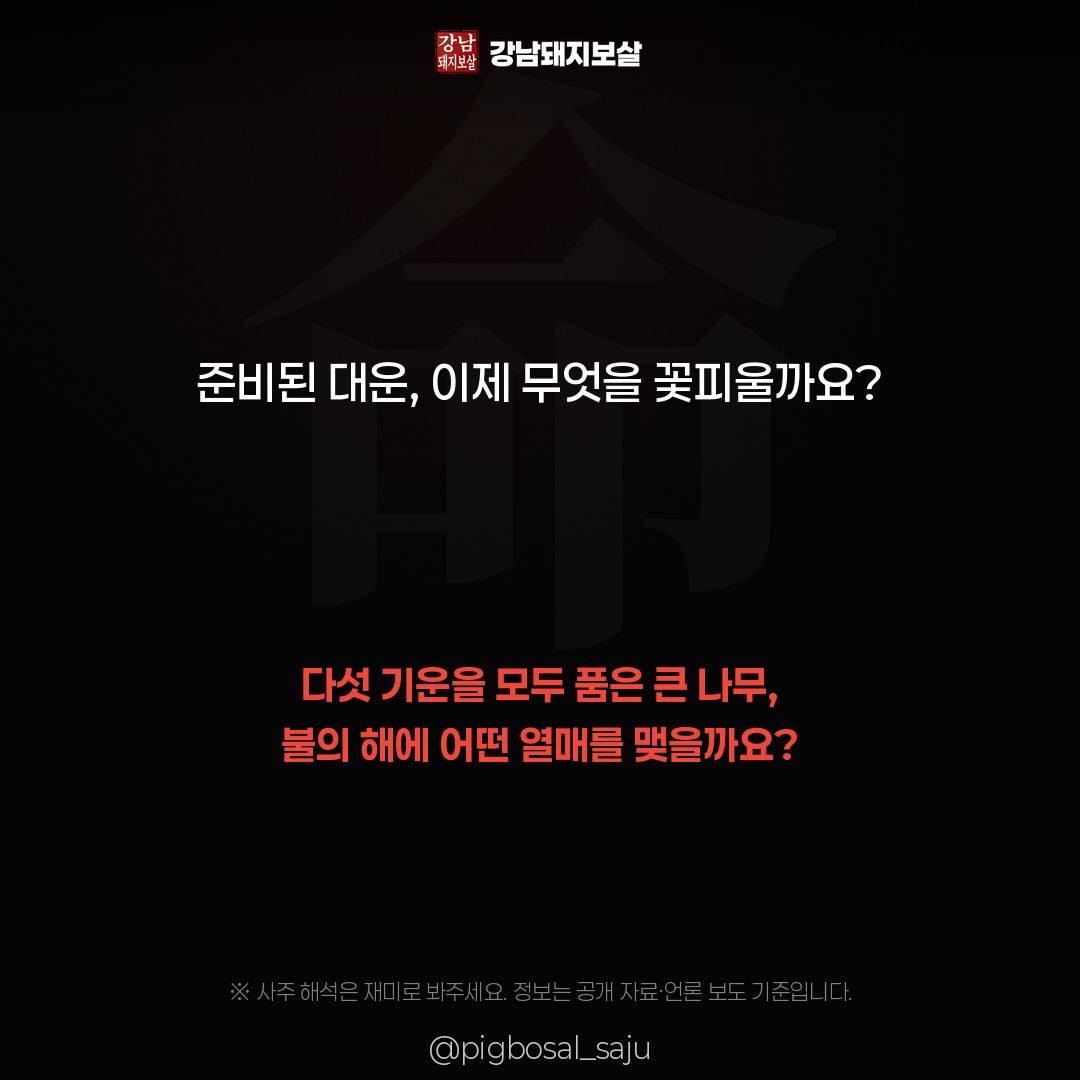 강남
돼지보살
강남돼지보살
命
준비된 대운, 이제 무엇을 꽃피울까요?
다섯 기운을 모두 품은 큰 나무,
불의 해에 어떤 열매를 맺을까요?
※ 사주 해석은 재미로 봐주세요. 정보는 공개 자료·언론 보도 기준입니다.
@pigbosal_saju